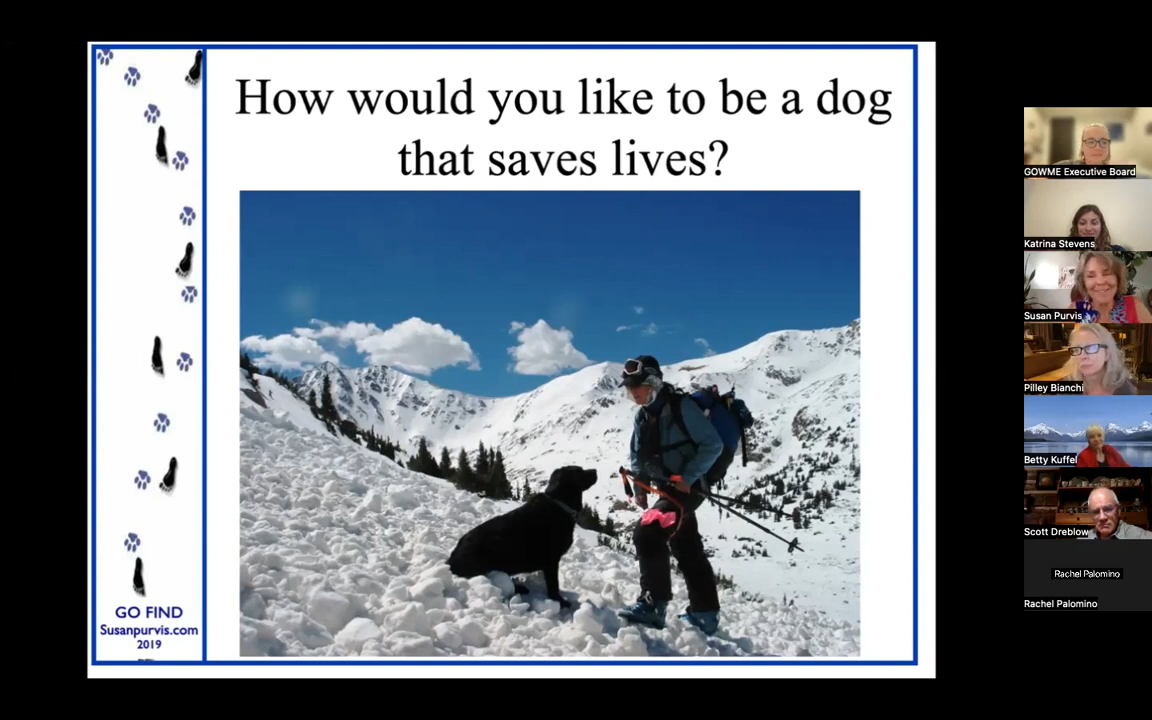 How would you like to be a dog
that saves lives?
GO FIND
Susanpurvis.com
2019
GOWME Executive Board
Katrina Stevens
Susan Purvis
Pilley Bianchi
Betty Kuffel
Scott Dreblow
Rachel Palomino
Rachel Palomino